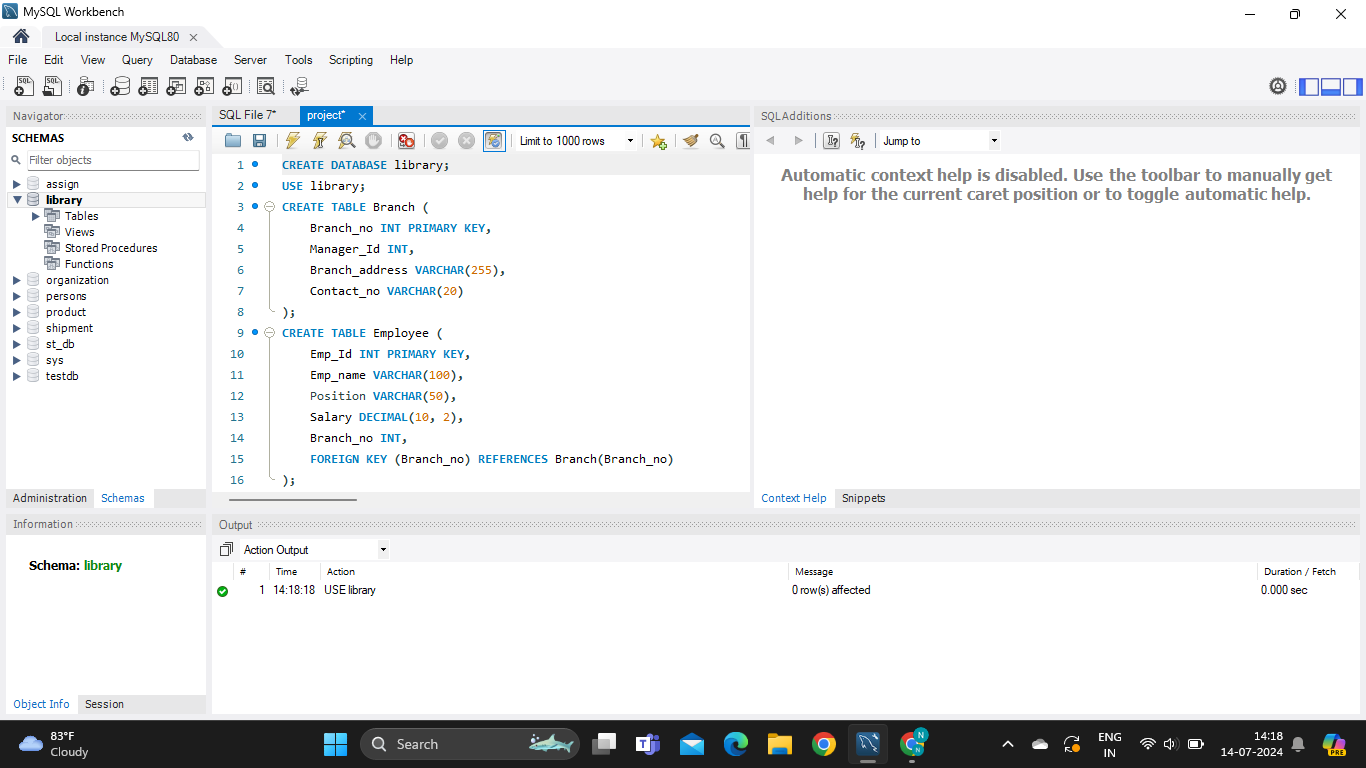 MySQL Workbench
Local instance MySQL80
File Edit View Query Database Server Tools Scripting Help
Navigator
SCHEMAS
Filter objects
assign
library
Tables
Views
Stored Procedures
Functions
organization
persons
product
shipment
st_db
sys
testdb
Administration Schemas
Information
Schema: library
Object Info Session
SQL File 7* project*
Limit to 1000 rows
1 CREATE DATABASE library;
2 USE library;
3 CREATE TABLE Branch (
4 Branch_no INT PRIMARY KEY,
5 Manager_Id INT,
6 Branch_address VARCHAR(255),
7 Contact_no VARCHAR(20)
8 );
9 CREATE TABLE Employee (
10 Emp_Id INT PRIMARY KEY,
11 Emp_name VARCHAR(100),
12 Position VARCHAR(50),
13 Salary DECIMAL(10, 2),
14 Branch_no INT,
15 FOREIGN KEY (Branch_no) REFERENCES Branch(Branch_no)
16 );
SQLAdditions
Jump to
Automatic context help is disabled. Use the toolbar to manually get
help for the current caret position or to toggle automatic help.
Context Help Snippets
Output
Action Output
# Time Action Message Duration / Fetch
1 14:18:18 USE library 0 row(s) affected 0.000 sec
83°F
Cloudy
Search
ENG
IN
14:18
14-07-2024
PRE